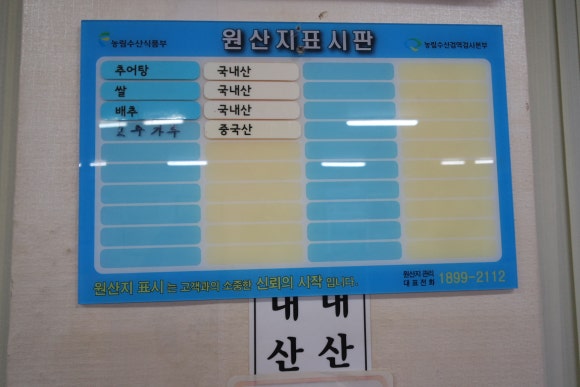 농림수산식품부
원산지표시판
농림수산검역검사본부
추어탕 국내산
쌀 국내산
배추 국내산
고추가루 중국산
원산지 표시는 고객과의 소중한 신뢰의 시작 입니다.
원산지 관리
대표전화 1899-2112
내 내
산 산